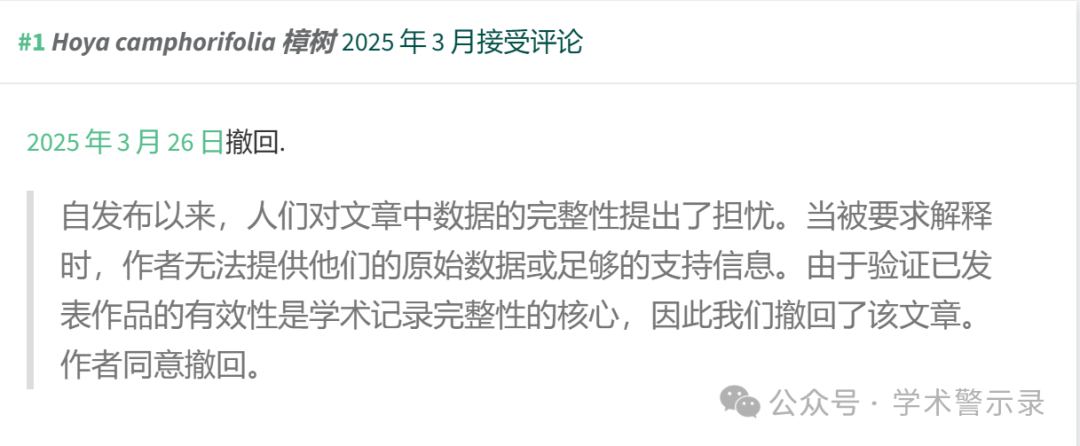 #1 Hoya camphorifolia 樟树 2025 年 3 月接受评论
2025 年 3 月 26 日撤回.
自发布以来，人们对文章中数据的完整性提出了担忧。当被要求解释
时，作者无法提供他们的原始数据或足够的支持信息。由于验证已发
表作品的有效性是学术记录完整性的核心，因此我们撤回了该文章。
作者同意撤回。
公众号 · 学术警示录